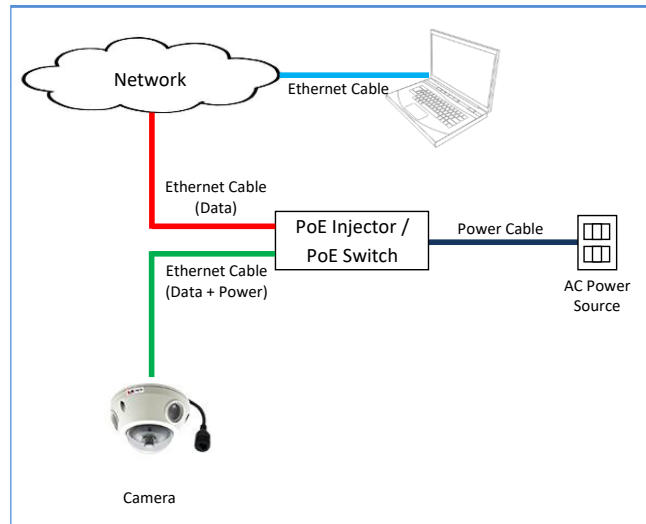 Network
Ethernet Cable
Ethernet Cable
(Data)
PoE Injector /
PoE Switch
Power Cable
Ethernet Cable
(Data + Power)
AC Power
Source
Camera